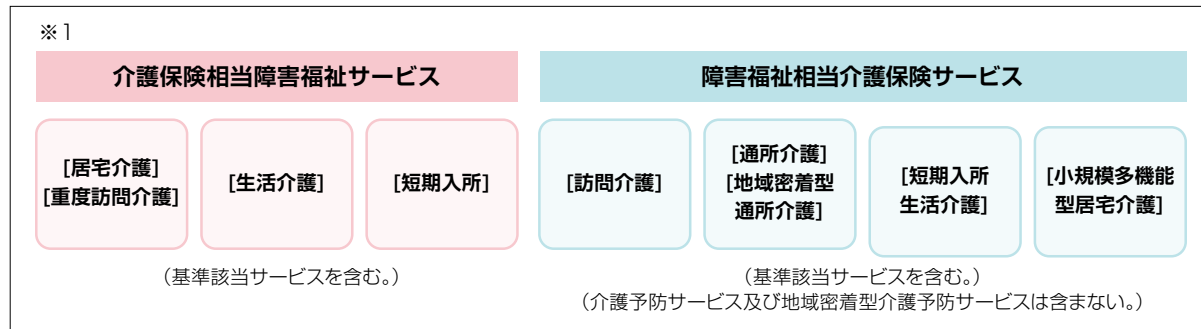 ※1
介護保険相当障害福祉サービス
障害福祉相当介護保険サービス
[居宅介護]
[重度訪問介護]
[生活介護]
[短期入所]
[訪問介護]
[通所介護]
[地域密着型
通所介護]
[短期入所
生活介護]
[小規模多機能
型居宅介護]
（基準該当サービスを含む。）
（基準該当サービスを含む。）
（介護予防サービス及び地域密着型介護予防サービスは含まない。）